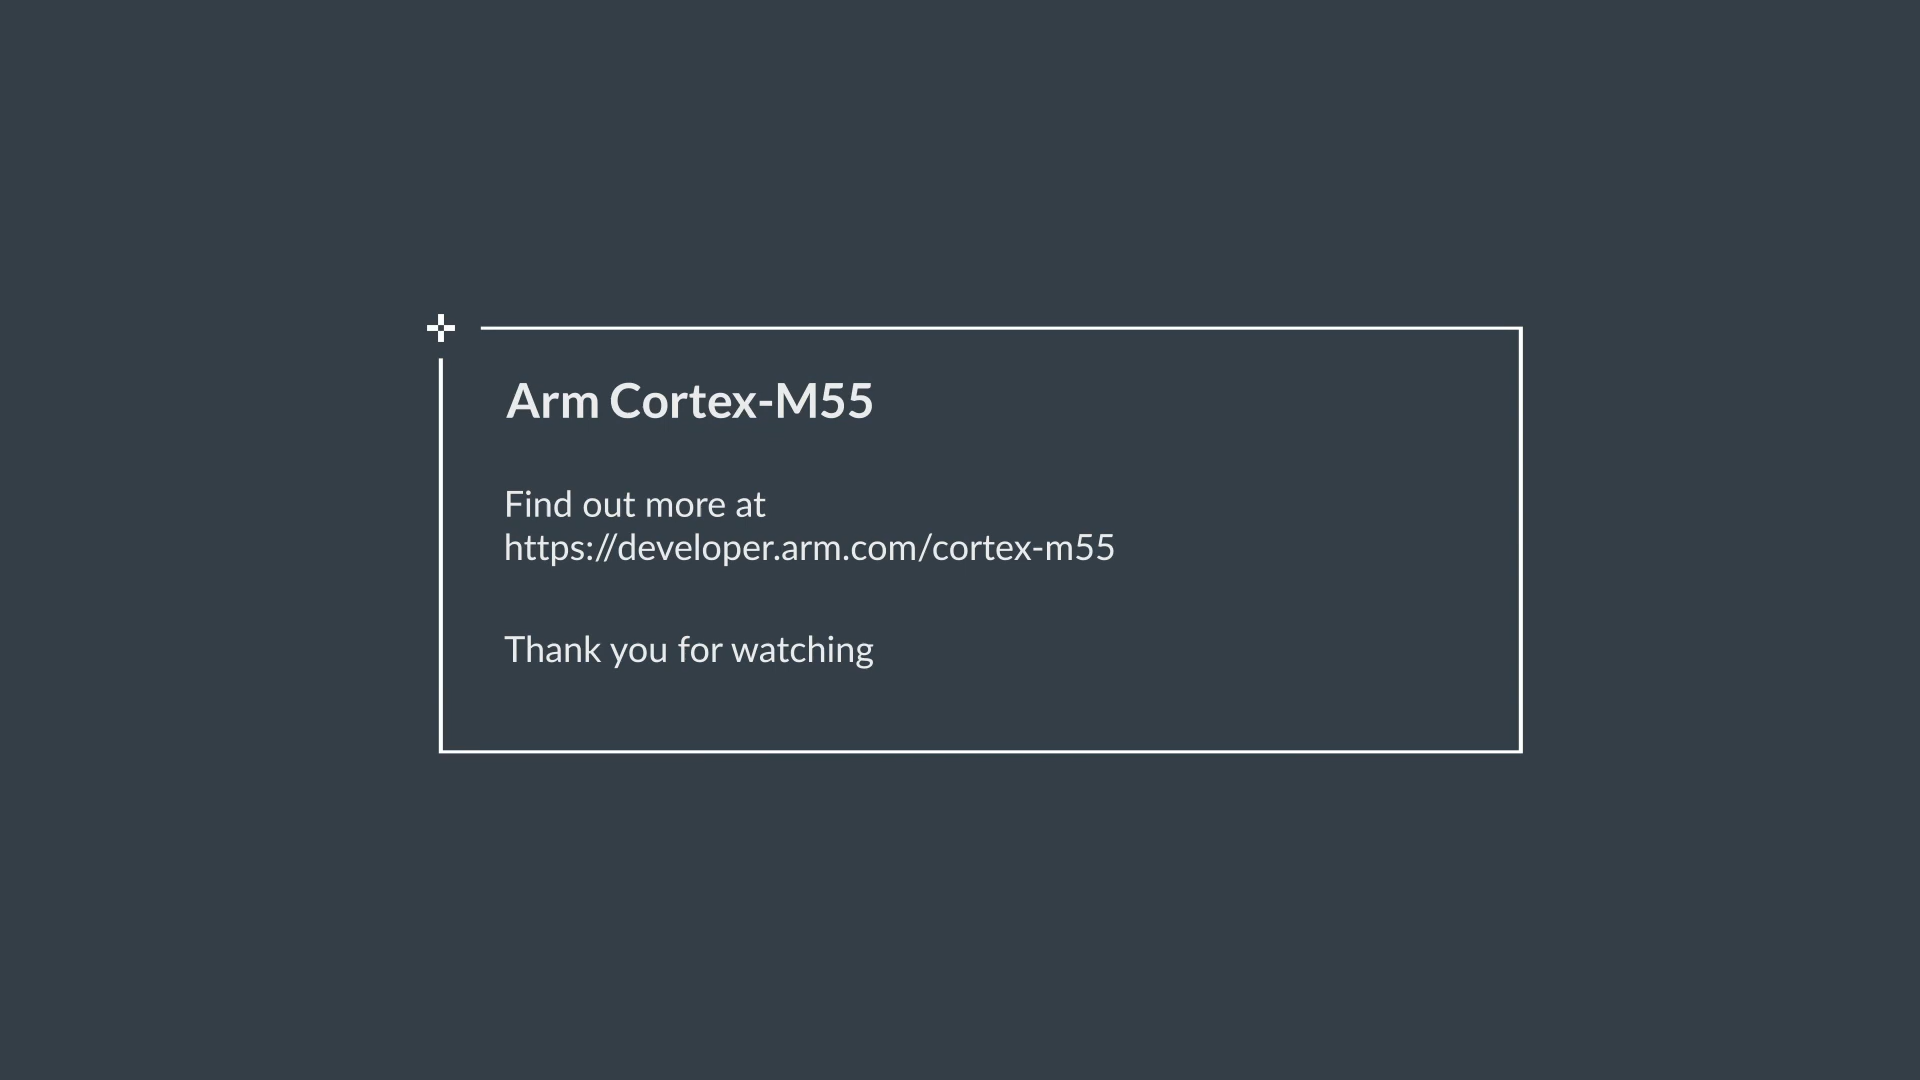 Arm Cortex-M55
Find out more at
https://developer.arm.com/cortex-m55
Thank you for watching